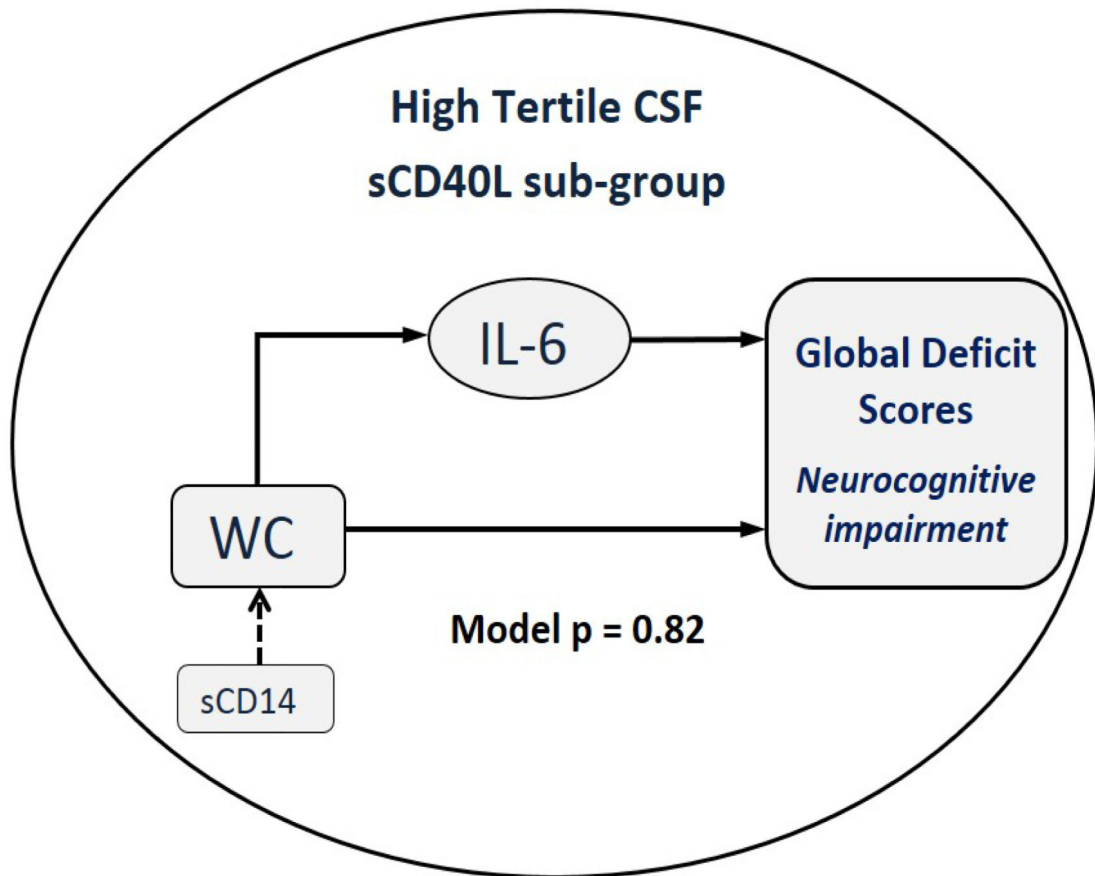 High Tertile CSF
sCD40L sub-group
IL-6
Global Deficit
Scores
Neurocognitive
impairment
WC
Model p = 0.82
sCD14